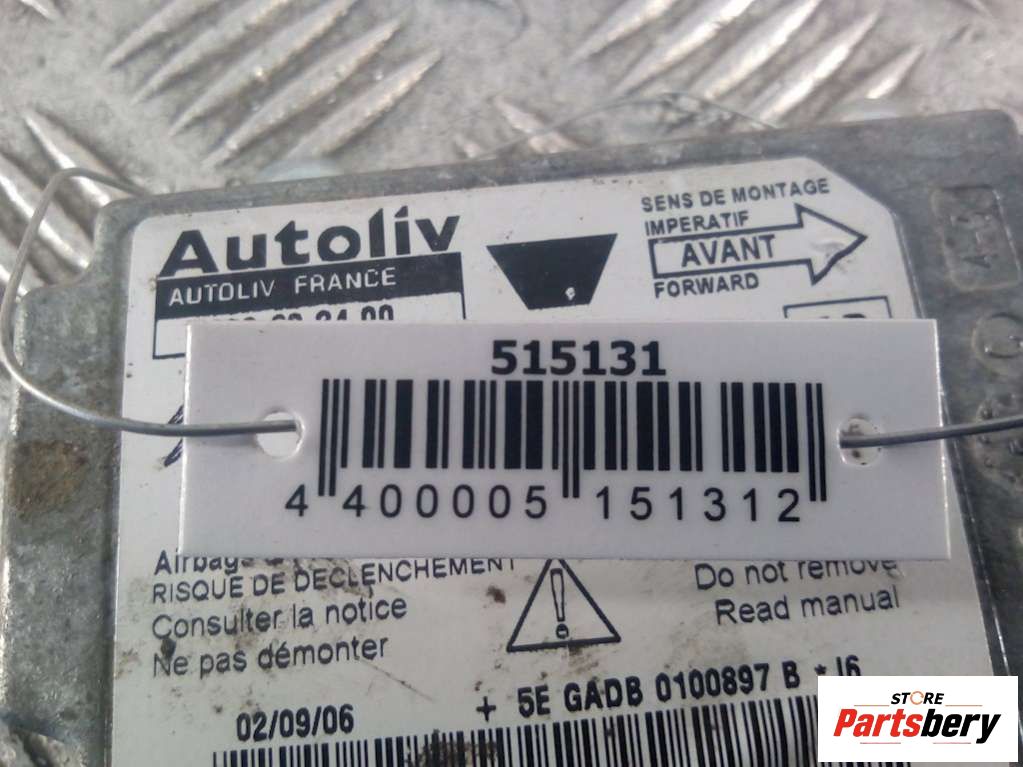 Autoliv
AUTOLIV FRANCE
SENS DE MONTAGE
IMPERATIF
AVANT
FORWARD
515131
4 400005 151312
Airbag
RISQUE DE DECLENCHEMENT
Consulter la notice
Ne pas démonter
Do not remove
Read manual
+ 5E GADB 0100897 B * I6
02/09/06
STORE
Partsbery